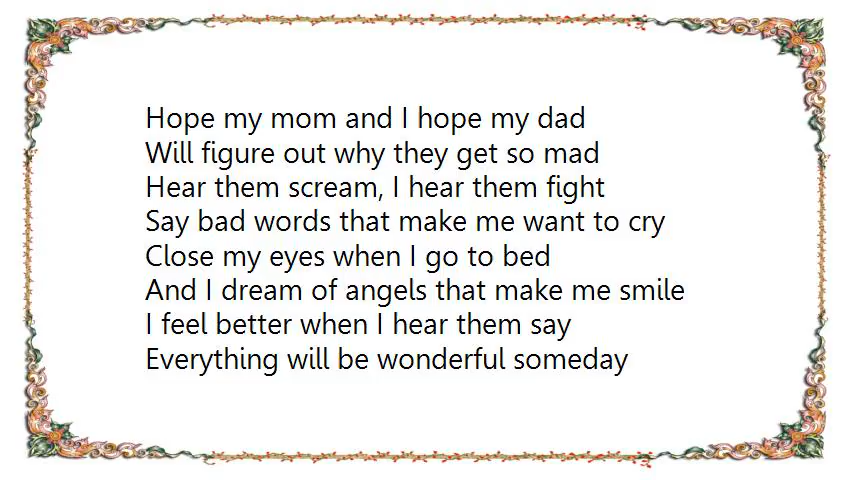 Hope my mom and I hope my dad
Will figure out why they get so mad
Hear them scream, I hear them fight
Say bad words that make me want to cry
Close my eyes when I go to bed
And I dream of angels that make me smile
I feel better when I hear them say
Everything will be wonderful someday